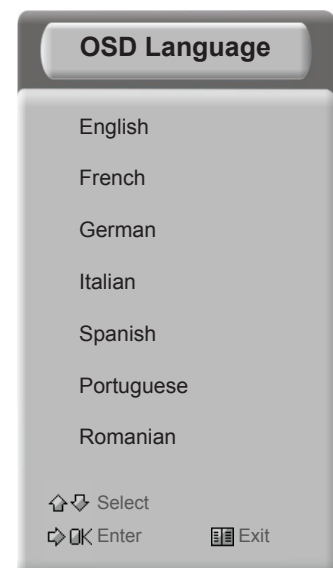 OSD Language
English
French
German
Italian
Spanish
Portuguese
Romanian
Select
OK Enter Exit